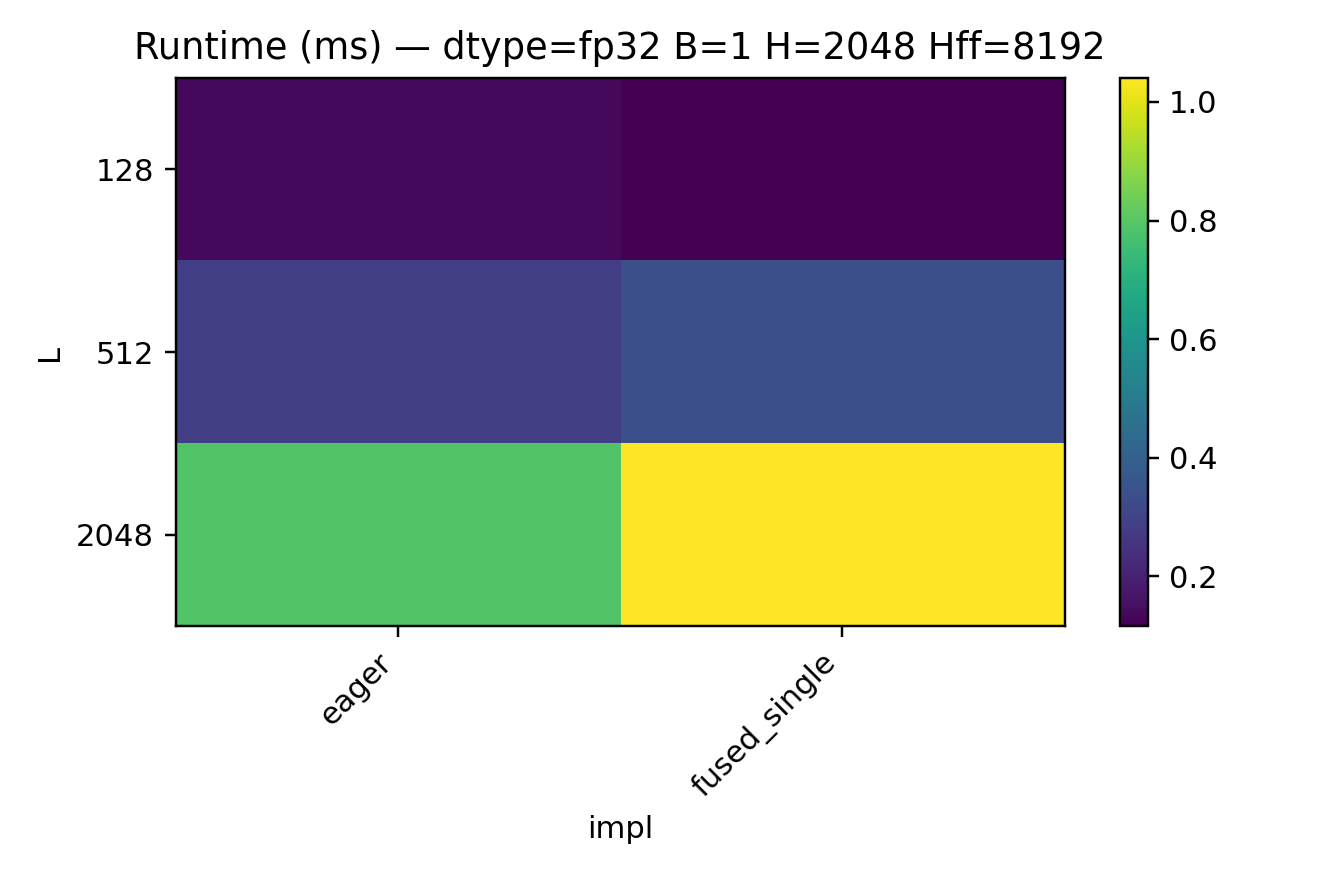 Runtime (ms) — dtype=fp32 B=1 H=2048 Hff=8192
L
128
512
2048
eager
fused_single
impl
1.0
0.8
0.6
0.4
0.2